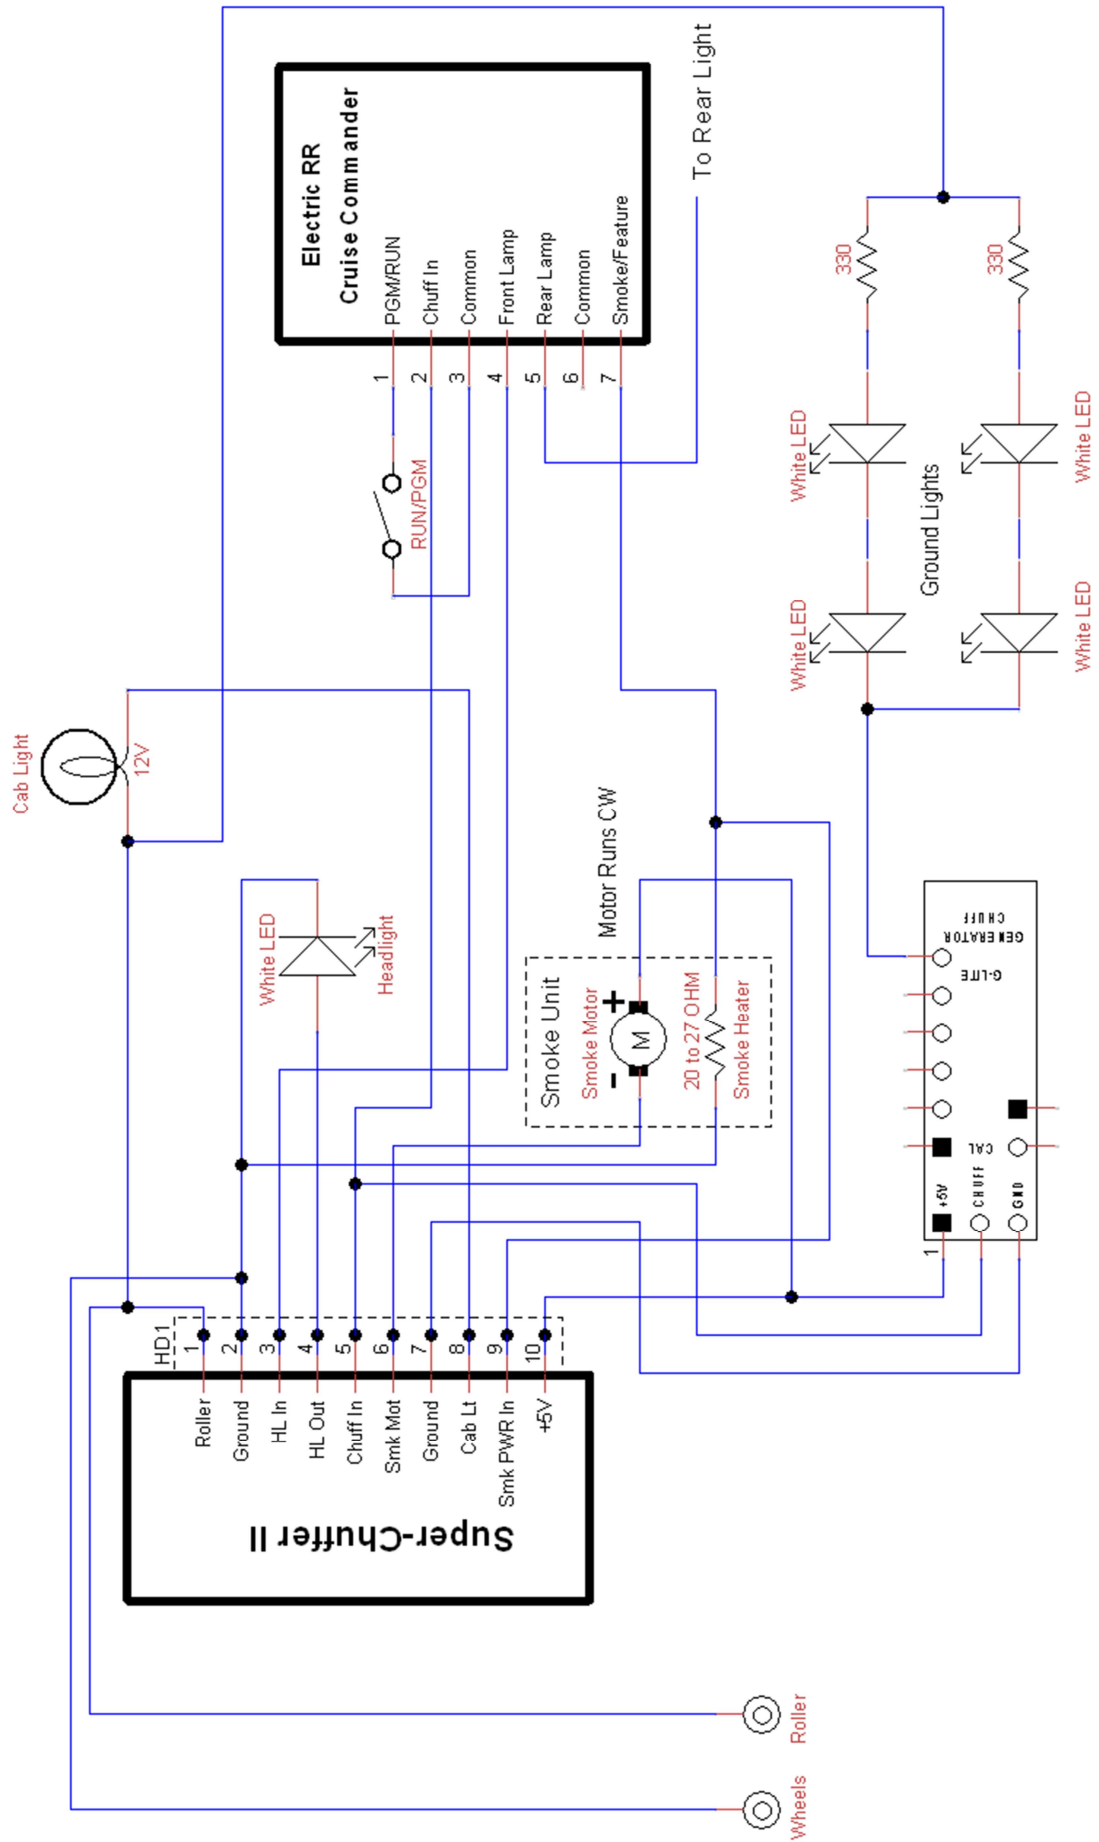 Electric RR
Cruise Commander
1 PGM/RUN
2 Chuff In
3 Common
4 Front Lamp
5 Rear Lamp
6 Common
7 Smoke/Feature
To Rear Light
RUN/PGM
330
330
White LED
White LED
Ground Lights
White LED
White LED
Cab Light
12V
White LED
Headlight
Motor Runs CW
Smoke Unit
Smoke Motor
+
M
-
20 to 27 OHM
Smoke Heater
G-LITE
GENERATOR
CHUFF
CAL
+5V
CHUFF
GND
1
HD1
1 Roller
2 Ground
3 HL In
4 HL Out
5 Chuff In
6 Smk Mot
7 Ground
8 Cab Lt
9 Smk PWR In
10 +5V
Super-Chuffer II
Roller
Wheels